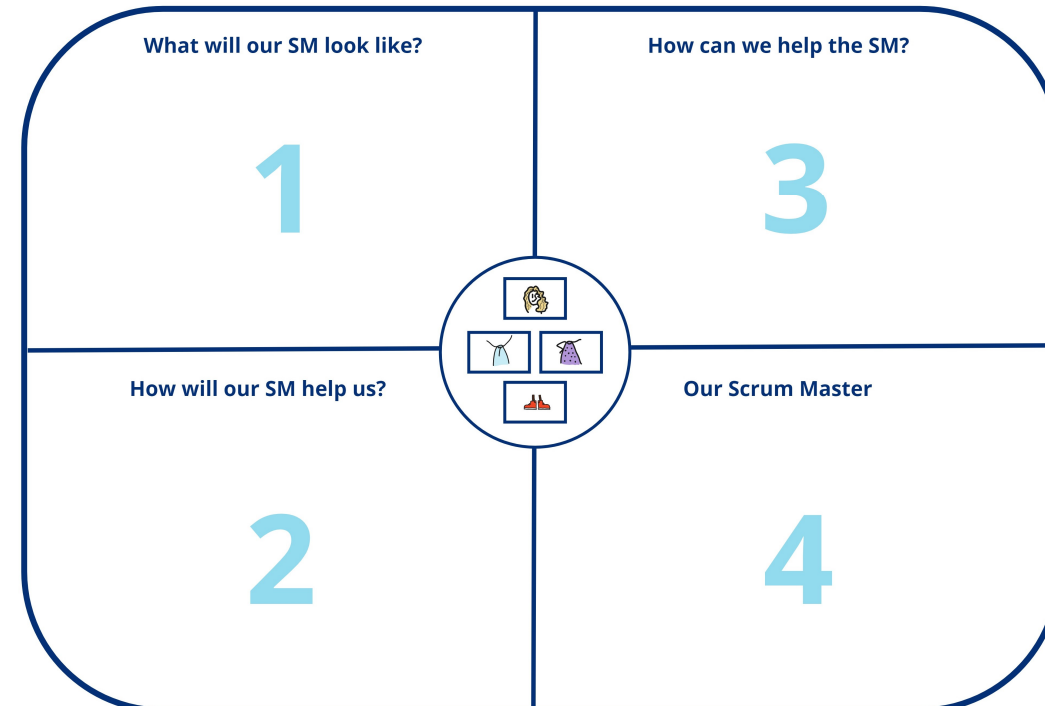 What will our SM look like?
1
How can we help the SM?
3
How will our SM help us?
2
Our Scrum Master
4